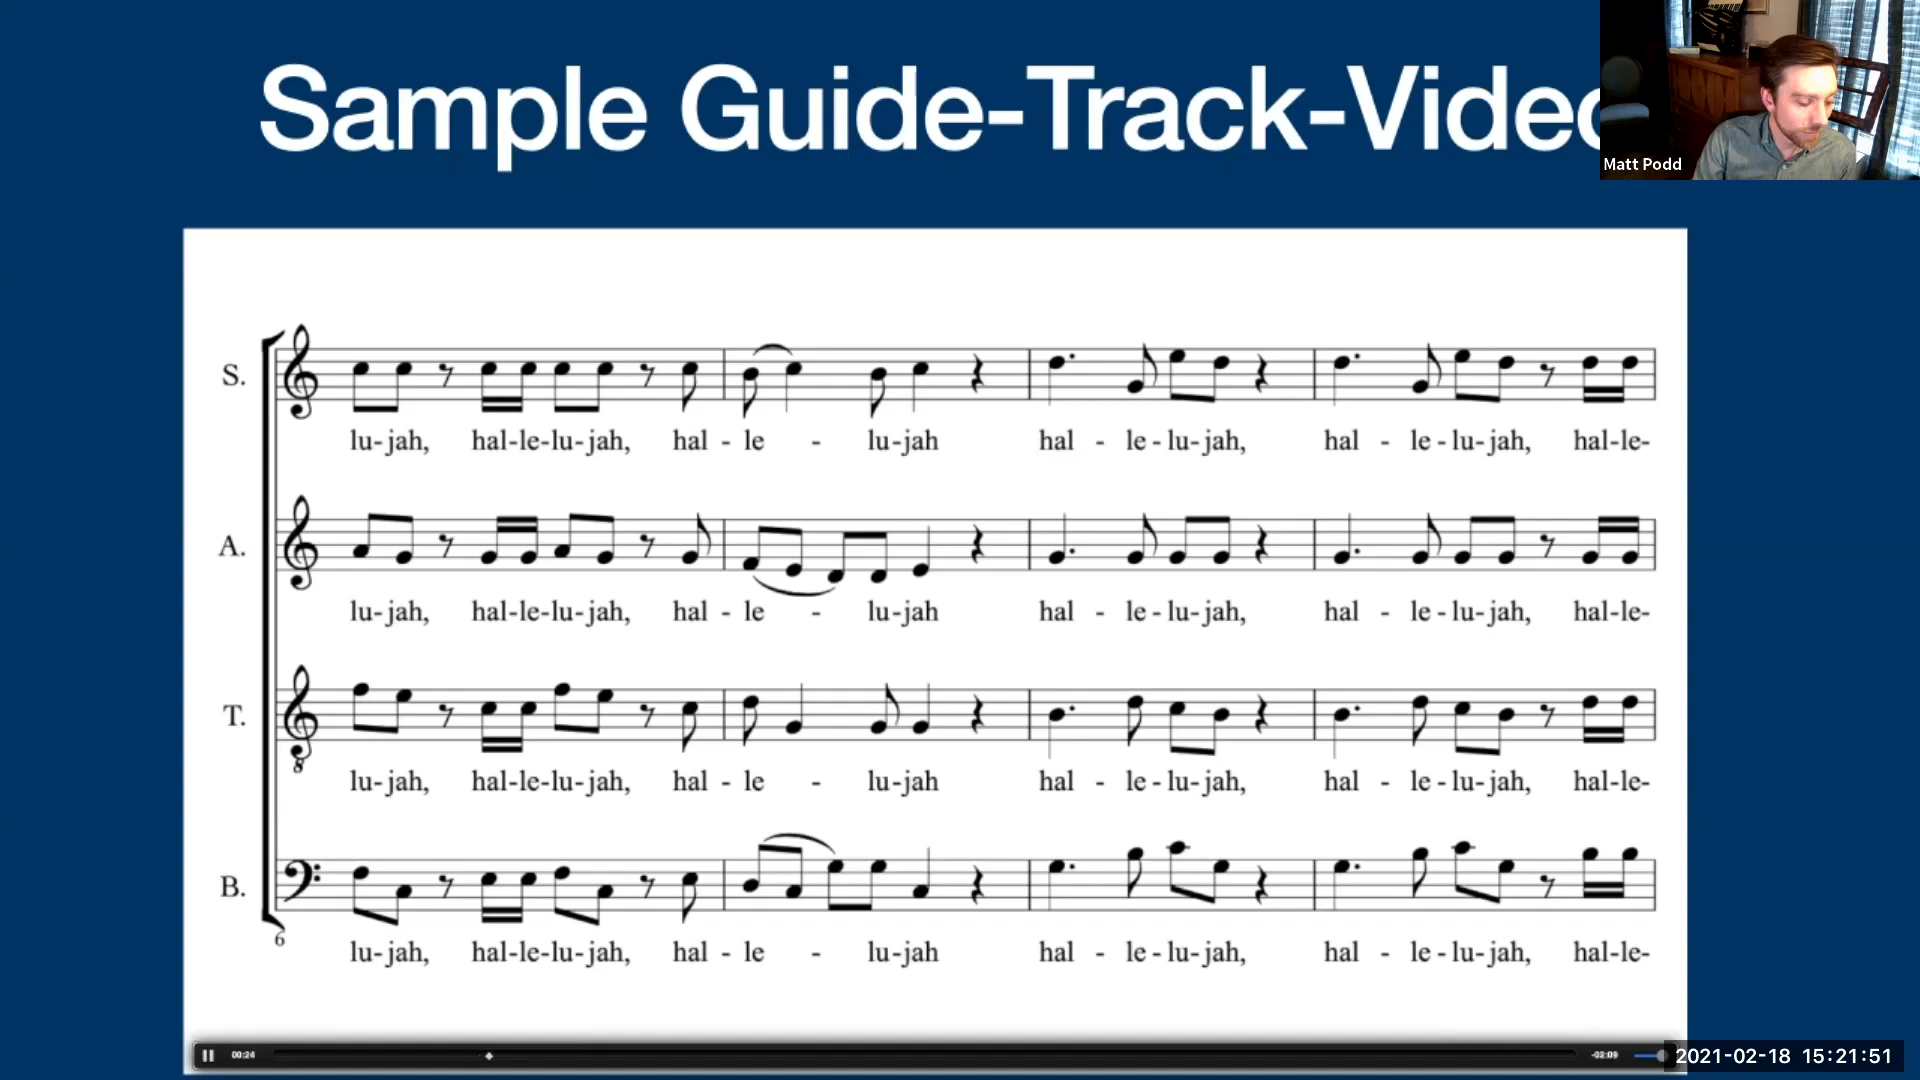 Sample Guide-Track-Video
Matt Podd
S.
lu-jah, hal-le-lu-jah, hal - le - lu-jah hal - le-lu-jah, hal - le-lu-jah, hal-le-
A.
lu-jah, hal-le-lu-jah, hal - le - lu-jah hal - le-lu-jah, hal - le-lu-jah, hal-le-
T.
8
lu-jah, hal-le-lu-jah, hal - le - lu-jah hal - le-lu-jah, hal - le-lu-jah, hal-le-
B.
6
lu-jah, hal-le-lu-jah, hal - le - lu-jah hal - le-lu-jah, hal - le-lu-jah, hal-le-
00:24
-02:09
2021-02-18 15:21:51